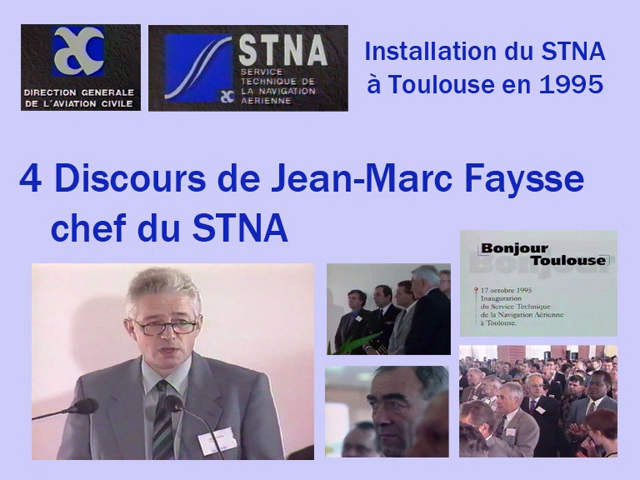 DIRECTION GENERALE
DE L'AVIATION CIVILE
STNA
SERVICE
TECHNIQUE DE
LA NAVIGATION
AERIENNE
Installation du STNA
à Toulouse en 1995
4 Discours de Jean-Marc Faysse
chef du STNA
Bonjour
Toulouse
17 octobre 1995
Inauguration
du Service Technique
de la Navigation Aérienne
à Toulouse.